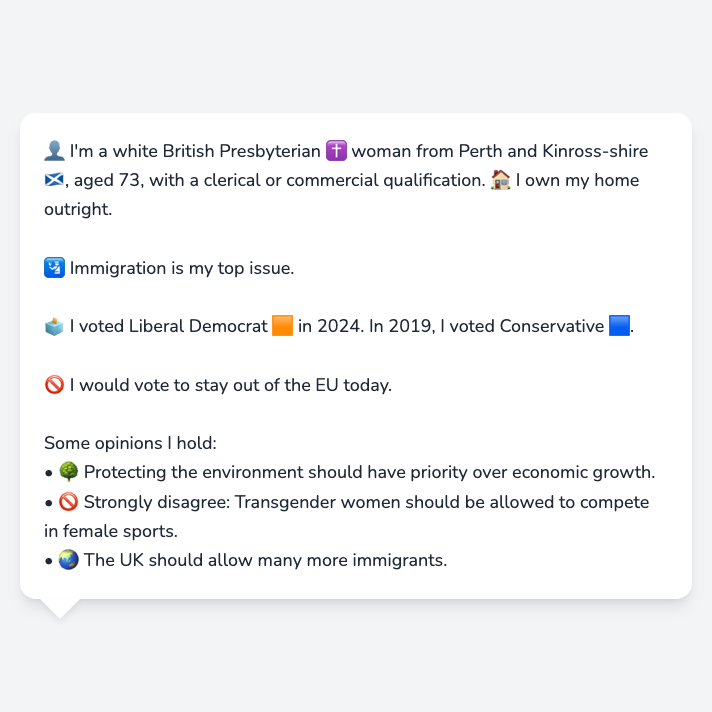 👤 I'm a white British Presbyterian ✝️ woman from Perth and Kinross-shire
🏴󠁧󠁢󠁳󠁣󠁴󠁿, aged 73, with a clerical or commercial qualification. 🏠 I own my home
outright.
🛂 Immigration is my top issue.
🗳️ I voted Liberal Democrat 🟧 in 2024. In 2019, I voted Conservative 🟦.
🚫 I would vote to stay out of the EU today.
Some opinions I hold:
• 🌳 Protecting the environment should have priority over economic growth.
• 🚫 Strongly disagree: Transgender women should be allowed to compete
in female sports.
• 🌏 The UK should allow many more immigrants.